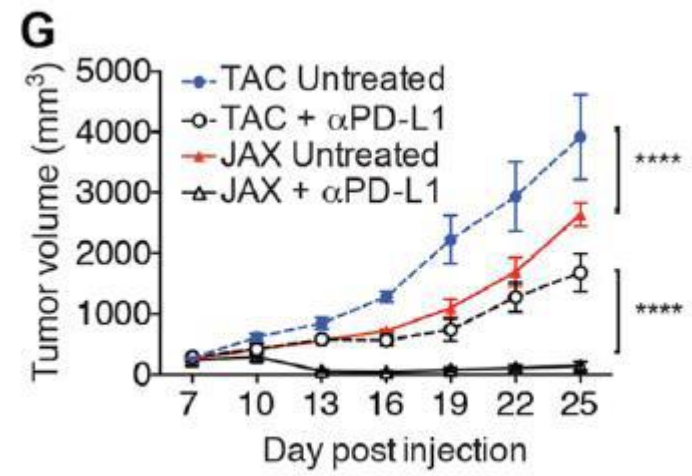 G
Tumor volume (mm³)
5000
4000
3000
2000
1000
0
TAC Untreated
TAC + αPD-L1
JAX Untreated
JAX + αPD-L1
****
****
7 10 13 16 19 22 25
Day post injection